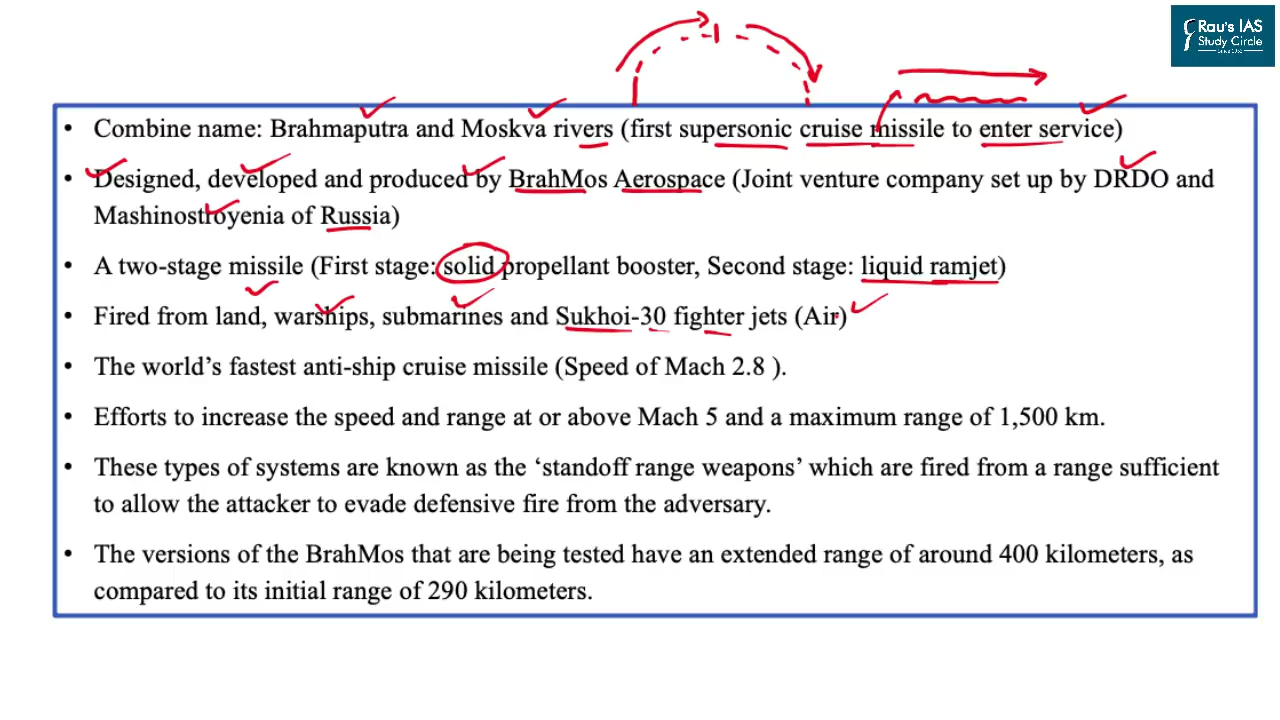 Rau's IAS
Study Circle
• Combine name: Brahmaputra and Moskva rivers (first supersonic cruise missile to enter service)
• Designed, developed and produced by BrahMos Aerospace (Joint venture company set up by DRDO and
Mashinostroyenia of Russia)
• A two-stage missile (First stage: solid propellant booster, Second stage: liquid ramjet)
• Fired from land, warships, submarines and Sukhoi-30 fighter jets (Air)
• The world's fastest anti-ship cruise missile (Speed of Mach 2.8 ).
• Efforts to increase the speed and range at or above Mach 5 and a maximum range of 1,500 km.
• These types of systems are known as the 'standoff range weapons' which are fired from a range sufficient
to allow the attacker to evade defensive fire from the adversary.
• The versions of the BrahMos that are being tested have an extended range of around 400 kilometers, as
compared to its initial range of 290 kilometers.